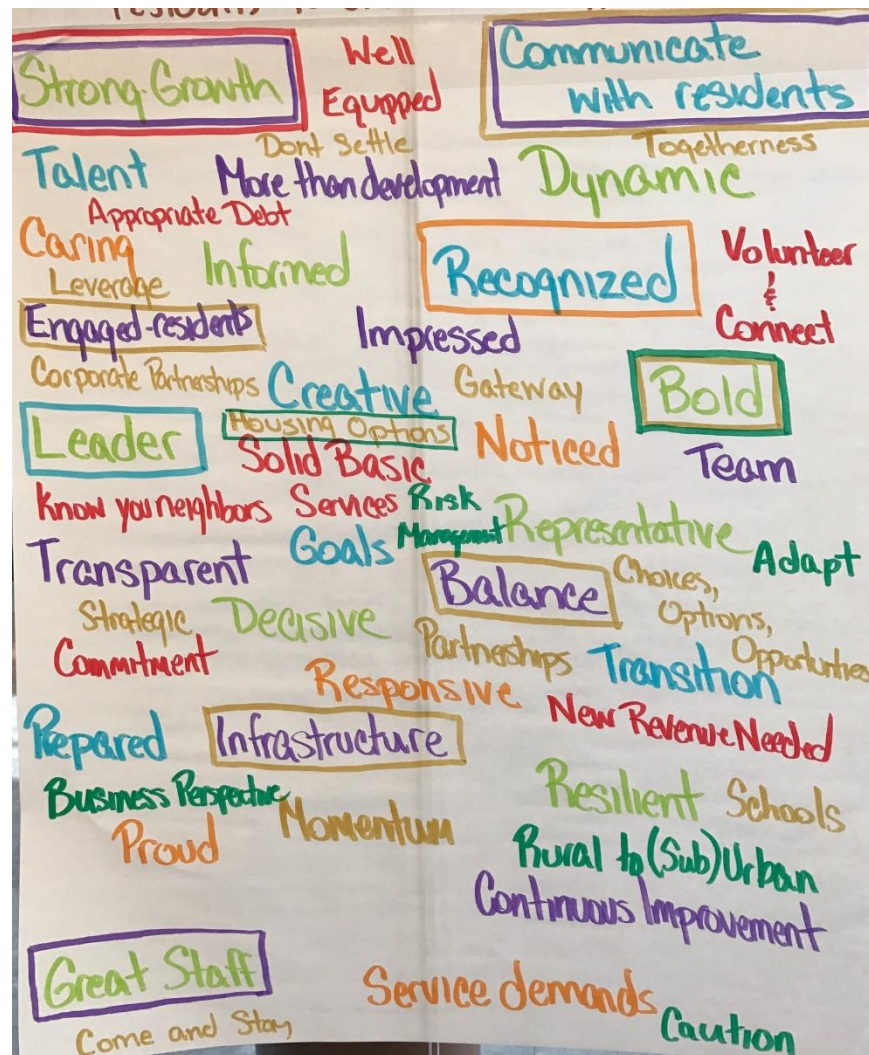 residents
Strong Growth
Well
Equipped
Communicate
with residents
Dont Settle
Togetherness
Talent
More than development
Dynamic
Appropriate Debt
Caring
Informed
Recognized
Volunteer
&
Connect
Leverage
Engaged-residents
Impressed
Corporate Partnerships
Creative
Gateway
Bold
Leader
Housing Options
Noticed
Team
Solid Basic
Services
Know you neighbors
Risk
Management
Representative
Adapt
Goals
Transparent
Balance
Choices,
Options,
Opportunities
Strategic
Decisive
Partnerships
Transition
Commitment
Responsive
New Revenue Needed
Prepared
Infrastructure
Business Perspective
Momentum
Resilient
Schools
Proud
Rural to (Sub)Urban
Continuous Improvement
Great Staff
Service demands
Come and Stay
Caution